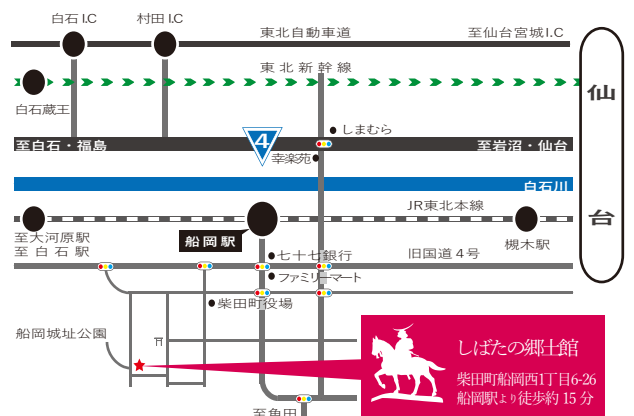 白石 I.C
村田 I.C
東北自動車道
至仙台宮城I.C
東北新幹線
白石蔵王
仙台
4
しまむら
幸楽苑
至白石・福島
至岩沼・仙台
白石川
JR東北本線
船岡駅
至大河原駅
至白石駅
槻木駅
七十七銀行
旧国道4号
ファミリーマート
柴田町役場
船岡城址公園
至角田
しばたの郷土館
柴田町船岡西1丁目6-26
船岡駅より徒歩約 15 分